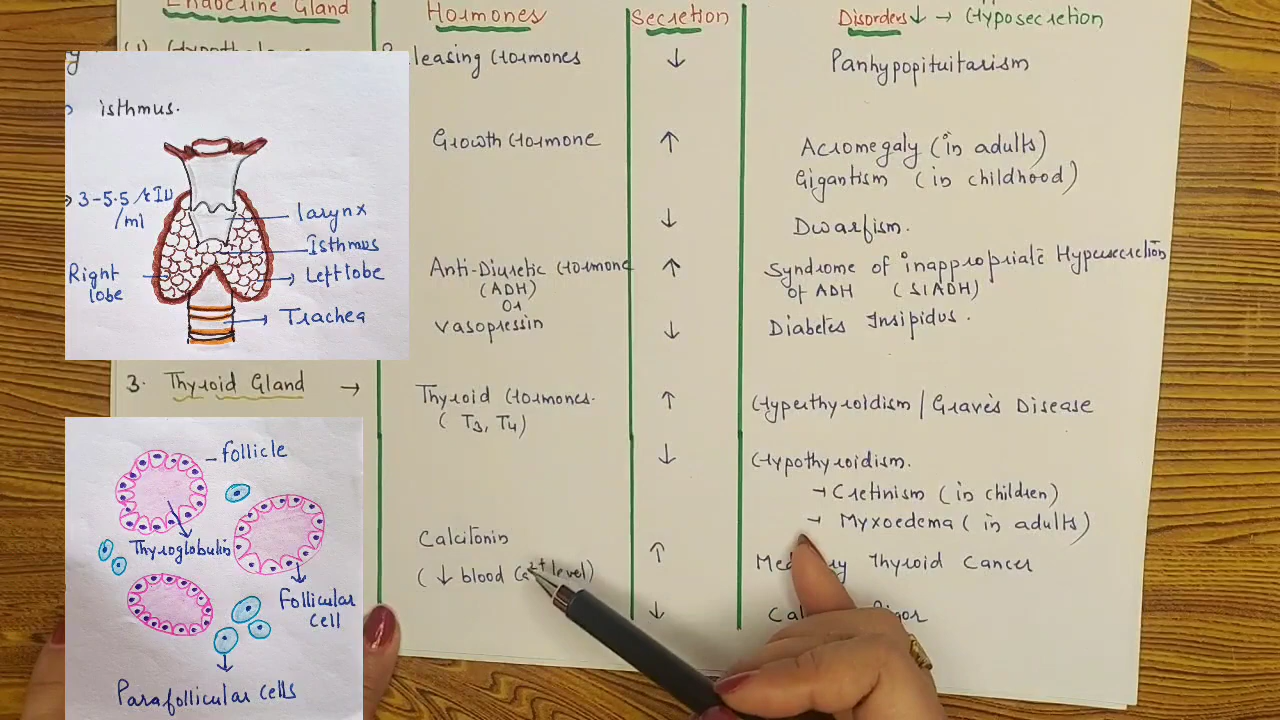 Endocrine Gland
Hormones
Secretion
Disorders ↓ → Hyposecretion
leasing Hormones
↓
Panhypopituitarism
Growth Hormone
↑
Acromegaly (in adults)
Gigantism (in childhood)
↓
Dwarfism.
Anti-Diuretic Hormone
(ADH)
Or
Vasopressin
↑
Syndrome of inappropriate Hypersecretion
of ADH (SIADH)
↓
Diabetes Insipidus.
3. Thyroid Gland →
Thyroid Hormones.
(T3, T4)
↑
Hyperthyroidism / Grave's Disease
↓
Hypothyroidism.
→ Cretinism (in children)
→ Myxoedema (in adults)
Calcitonin
(↓ blood Ca2+ level)
↑
Thyroid Cancer
↓
isthmus.
3-5.5
/ml
larynx
Isthmus
Right
lobe
Left lobe
Trachea
follicle
Thyroglobulin
Follicular
cell
Parafollicular cells